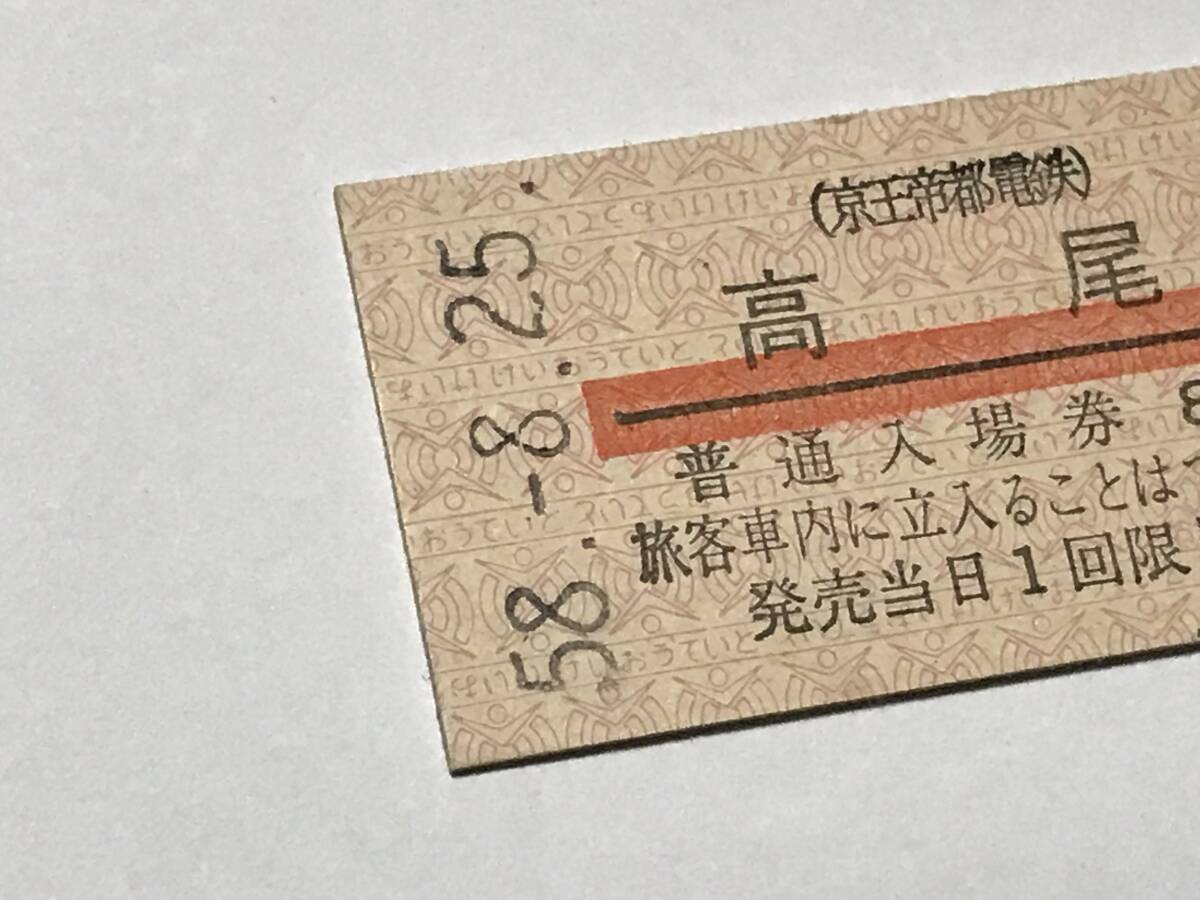 (京王帝都電鉄)
高尾
普通入場券
旅客車内に立入ることは
発売当日1回限
58.-8.25.